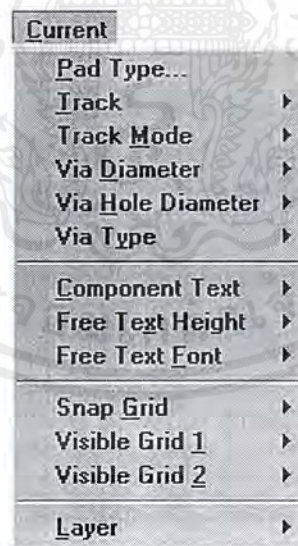 Current
Pad Type...
Track
Track Mode
Via Diameter
Via Hole Diameter
Via Type
Component Text
Free Text Height
Free Text Font
Snap Grid
Visible Grid 1
Visible Grid 2
Layer